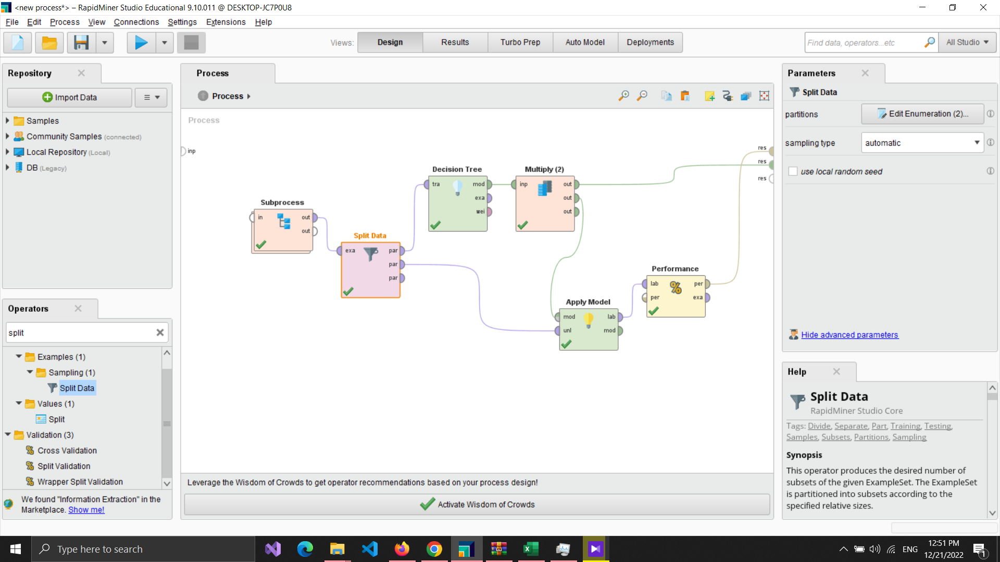 <new process*> – RapidMiner Studio Educational 9.10.011 @ DESKTOP-JC7P0U8
File Edit Process View Connections Settings Extensions Help
Views: Design Results Turbo Prep Auto Model Deployments
Find data, operators...etc
All Studio
Repository
Import Data
Samples
Community Samples (connected)
Local Repository (Local)
DB (Legacy)
Operators
split
Examples (1)
Sampling (1)
Split Data
Values (1)
Split
Validation (3)
Cross Validation
Split Validation
Wrapper Split Validation
We found "Information Extraction" in the
Marketplace. Show me!
Process
Process
Process
inp
res
res
res
Subprocess
in out
out
Split Data
exa par
par
par
Decision Tree
tra mod
exa
wei
Multiply (2)
inp out
out
out
Apply Model
mod lab
unl mod
Performance
lab per
per exa
Leverage the Wisdom of Crowds to get operator recommendations based on your process design!
Activate Wisdom of Crowds
Parameters
Split Data
partitions Edit Enumeration (2)...
sampling type automatic
use local random seed
Hide advanced parameters
Help
Split Data
RapidMiner Studio Core
Tags: Divide, Separate, Part, Training, Testing,
Samples, Subsets, Partitions, Sampling
Synopsis
This operator produces the desired number of
subsets of the given ExampleSet. The ExampleSet
is partitioned into subsets according to the
specified relative sizes.
Type here to search
ENG
12:51 PM
12/21/2022
1